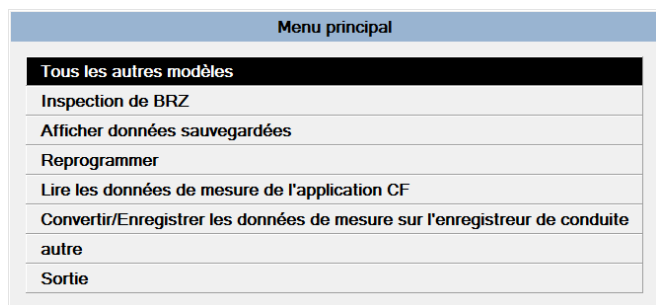 Menu principal
Tous les autres modèles
Inspection de BRZ
Afficher données sauvegardées
Reprogrammer
Lire les données de mesure de l'application CF
Convertir/Enregistrer les données de mesure sur l'enregistreur de conduite
autre
Sortie